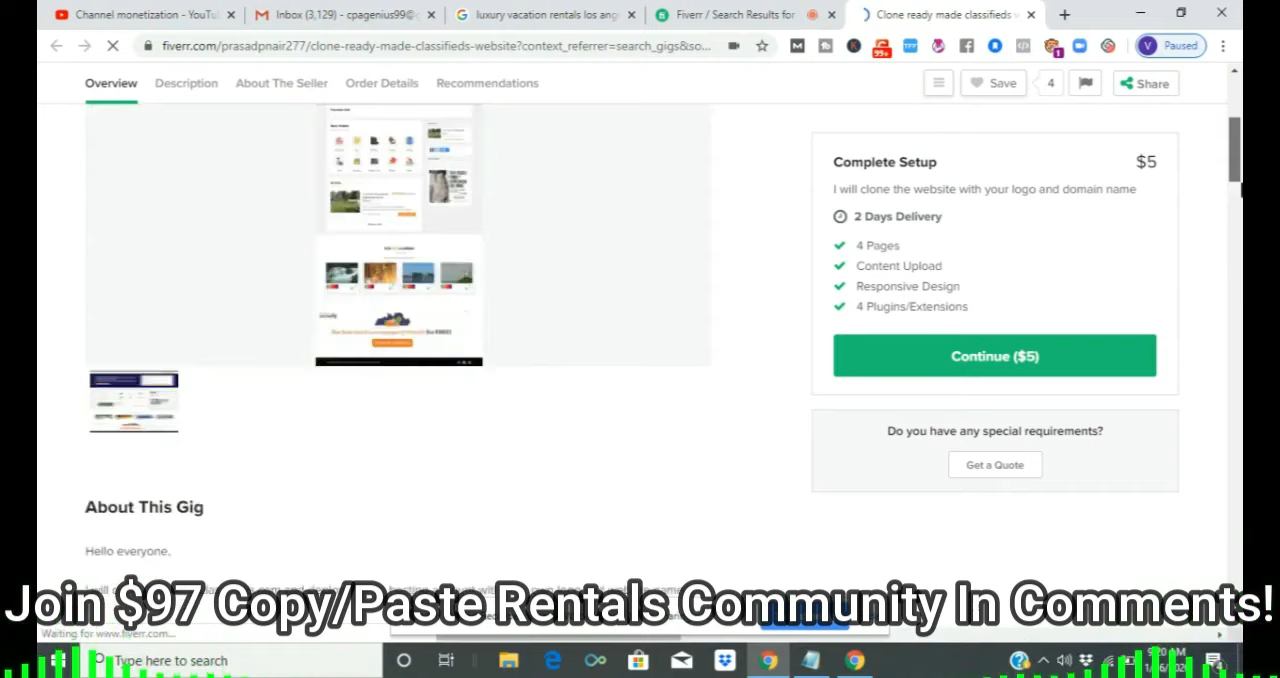 Channel monetization - YouTu
Inbox (3,129) - cpagenius99@g
luxury vacation rentals los ang
Fiverr / Search Results for
Clone ready made classifieds w
fiverr.com/prasadpnair277/clone-ready-made-classifieds-website?context_referrer=search_gigs&so...
99+
1
V Paused
Overview
Description
About The Seller
Order Details
Recommendations
Save
4
Share
Complete Setup
$5
I will clone the website with your logo and domain name
2 Days Delivery
4 Pages
Content Upload
Responsive Design
4 Plugins/Extensions
Continue ($5)
Do you have any special requirements?
Get a Quote
About This Gig
Hello everyone,
Join $97 Copy/Paste Rentals Community In Comments!
Waiting for www.fiverr.com...
Type here to search
9:20 AM